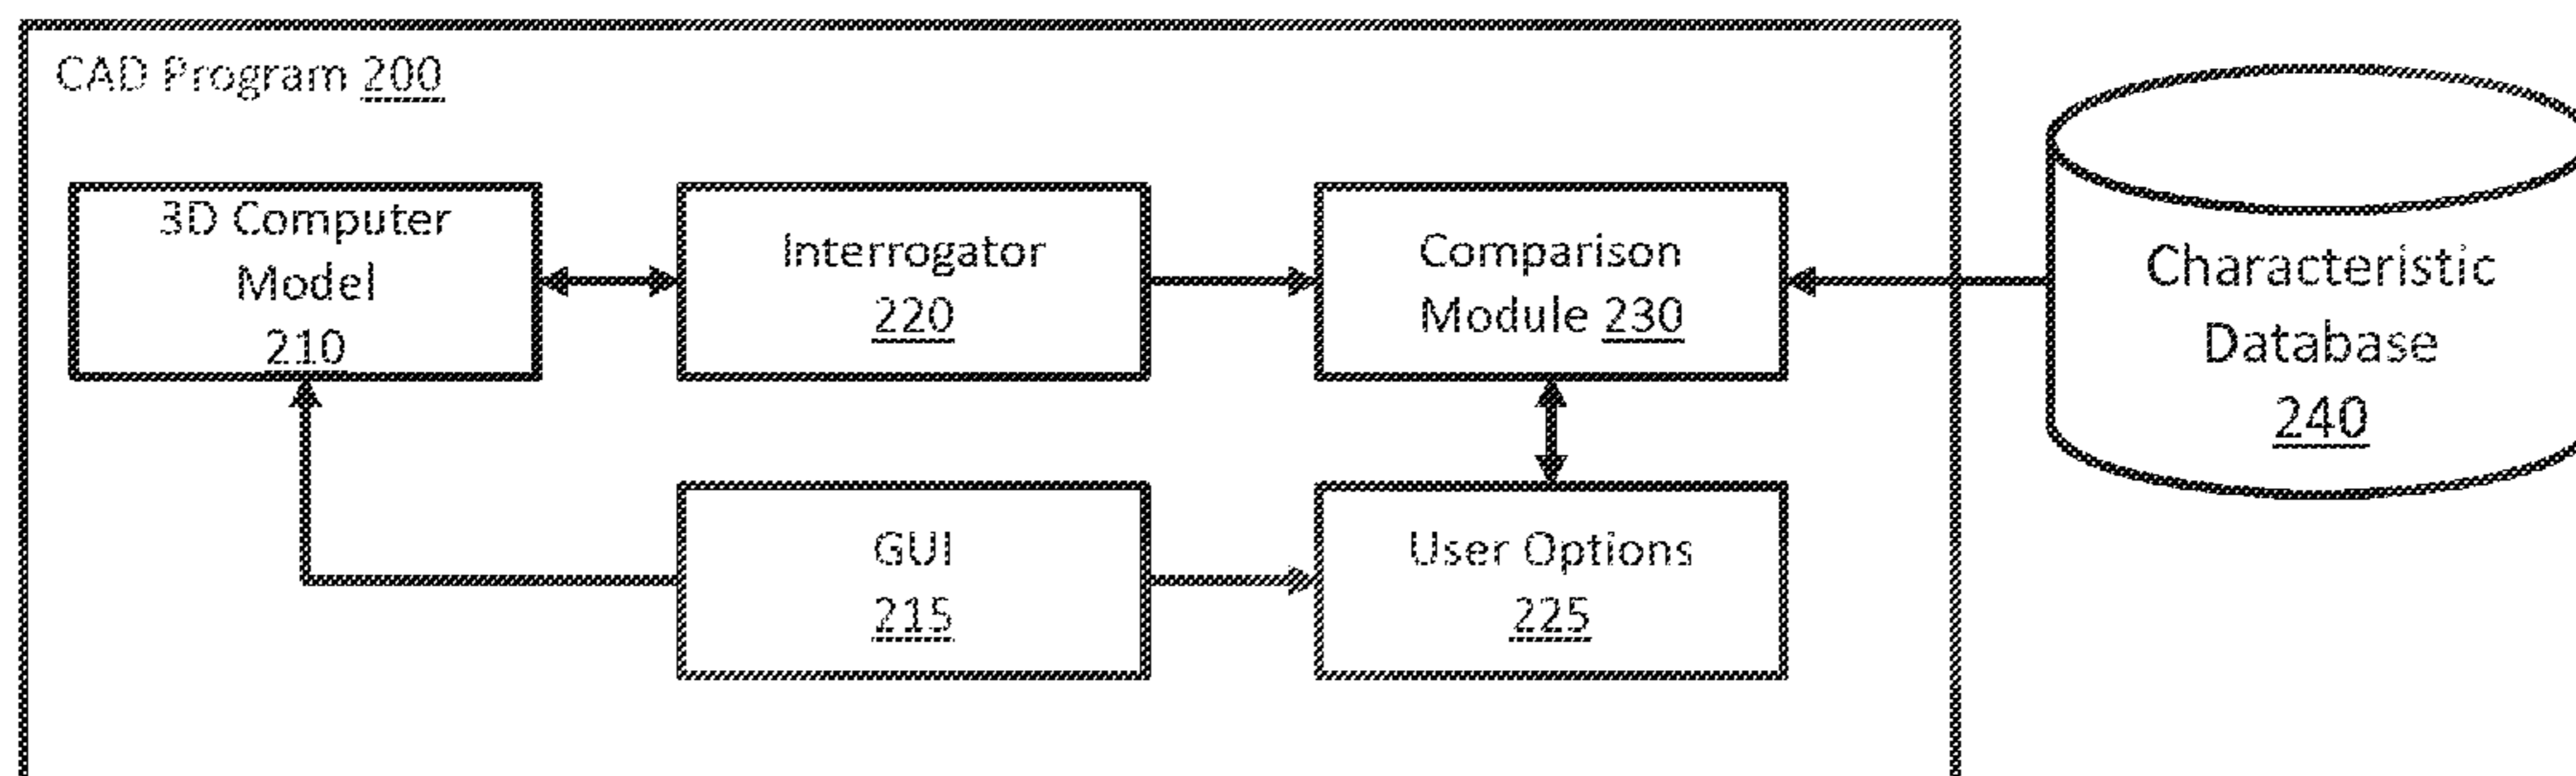 CAD Program 200
3D Computer
Model
210
Interrogator
220
Comparison
Module 230
Characteristic
Database
240
GUI
215
User Options
225